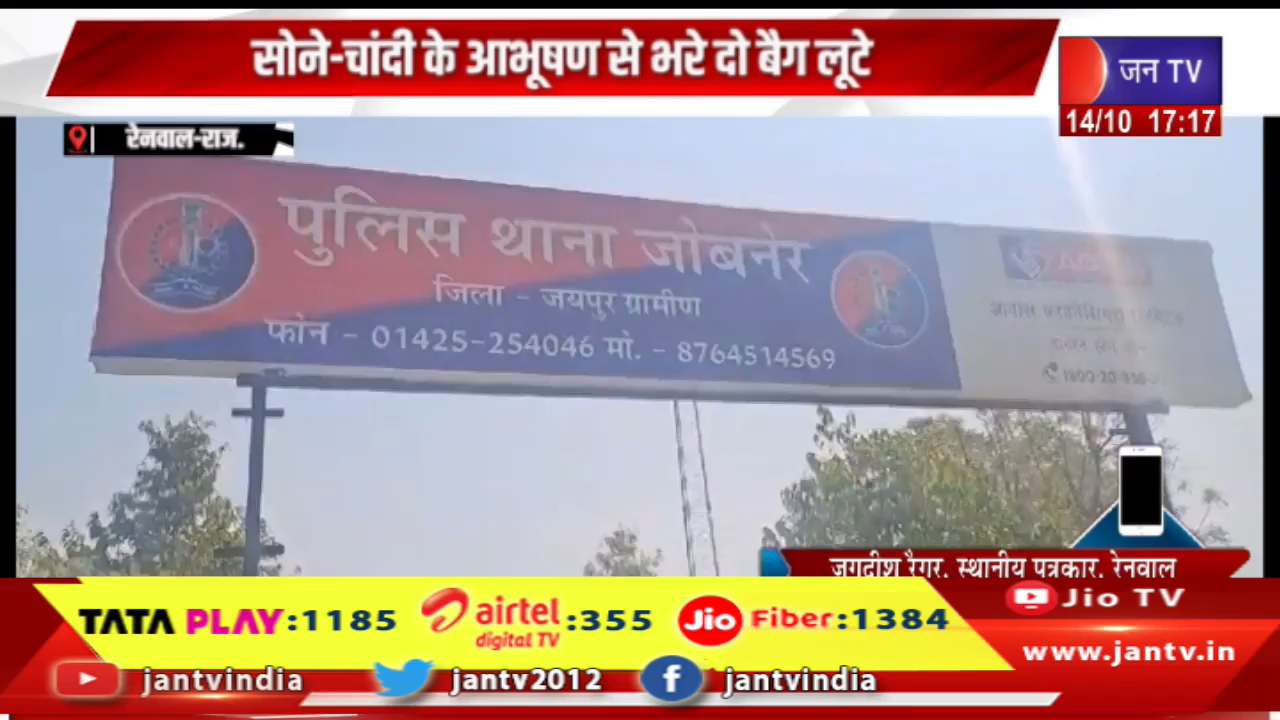 सोने-चांदी के आभूषण से भरे दो बैग लूटे
जन TV
14/10 17:17
रेनवाल-राज.
पुलिस थाना जोबनेर
जिला - जयपुर ग्रामीण
फोन - 01425-254046 मो. - 8764514569
जगदीश रैगर, स्थानीय पत्रकार, रेनवाल
TATA PLAY:1185
airtel digital TV :355
Jio Fiber:1384
Jio TV
www.jantv.in
jantvindia
jantv2012
jantvindia